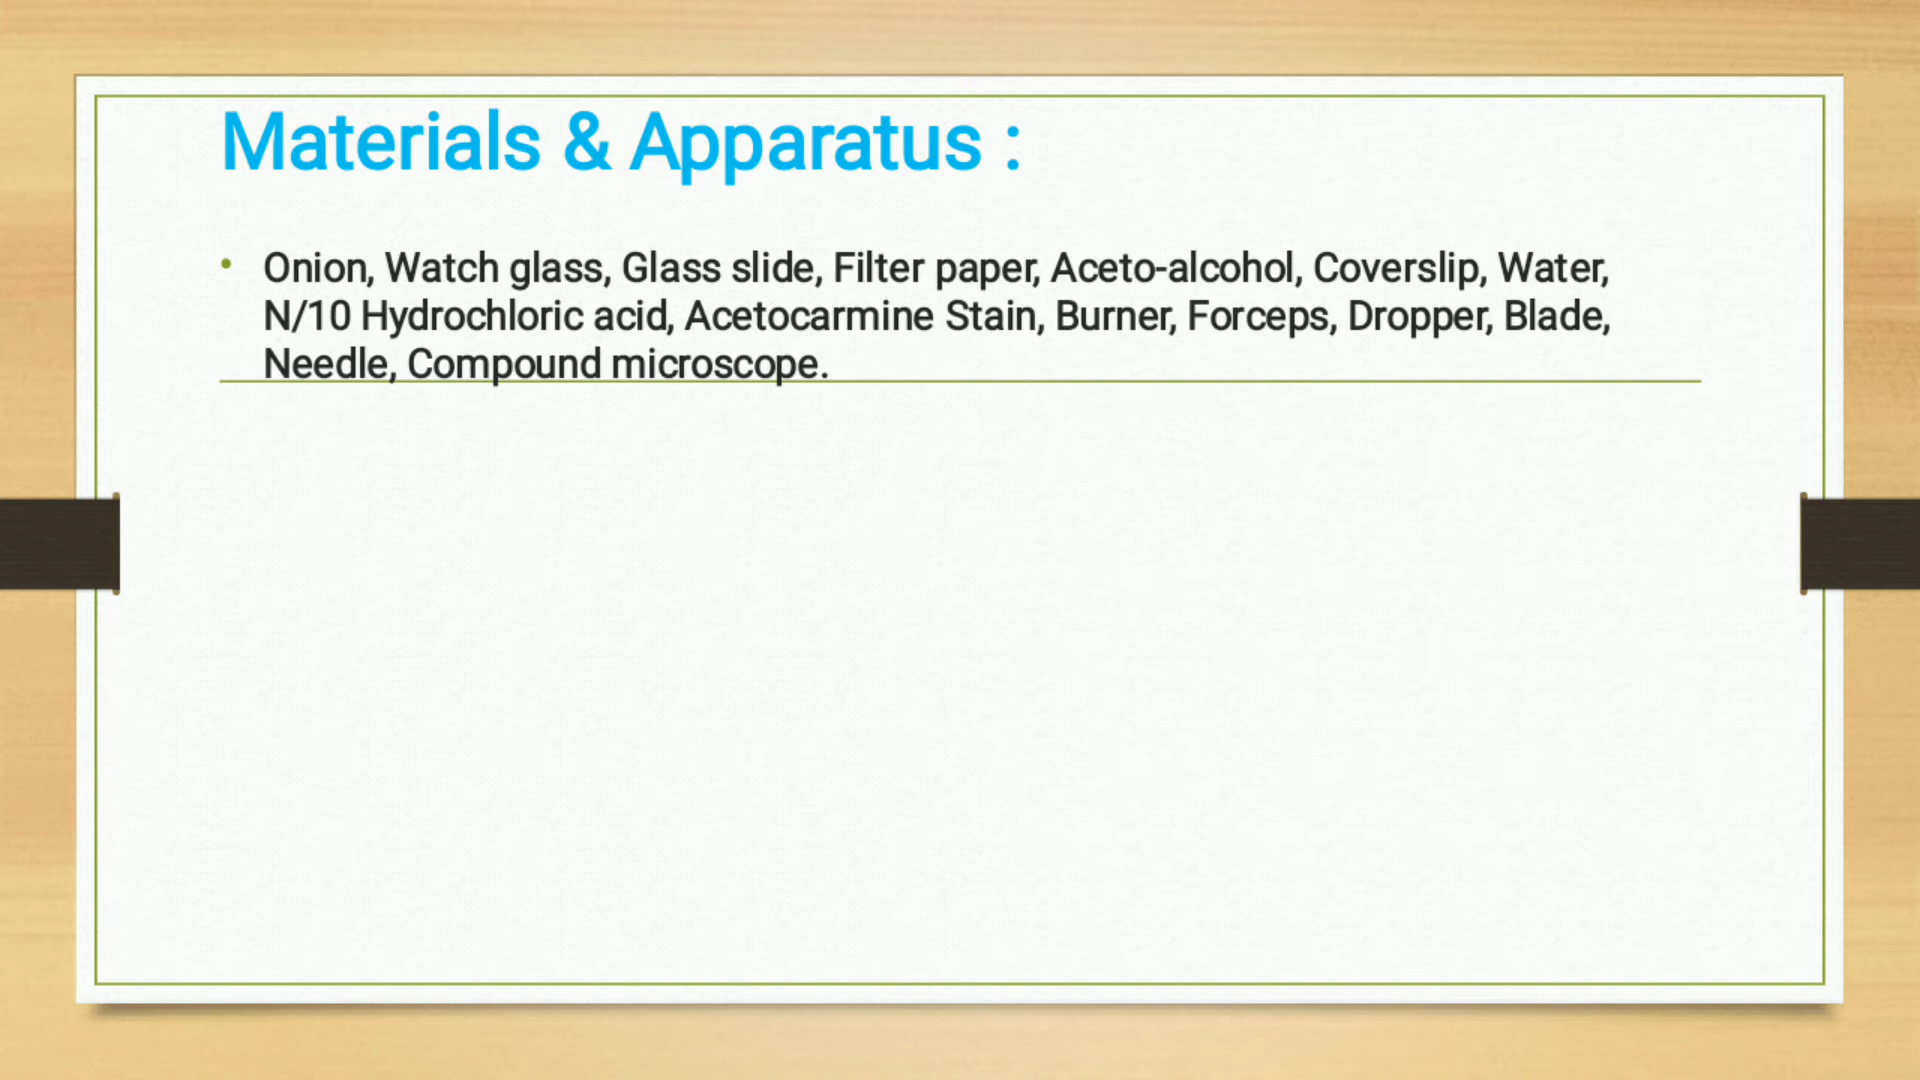 Materials & Apparatus :
• Onion, Watch glass, Glass slide, Filter paper, Aceto-alcohol, Coverslip, Water,
N/10 Hydrochloric acid, Acetocarmine Stain, Burner, Forceps, Dropper, Blade,
Needle, Compound microscope.